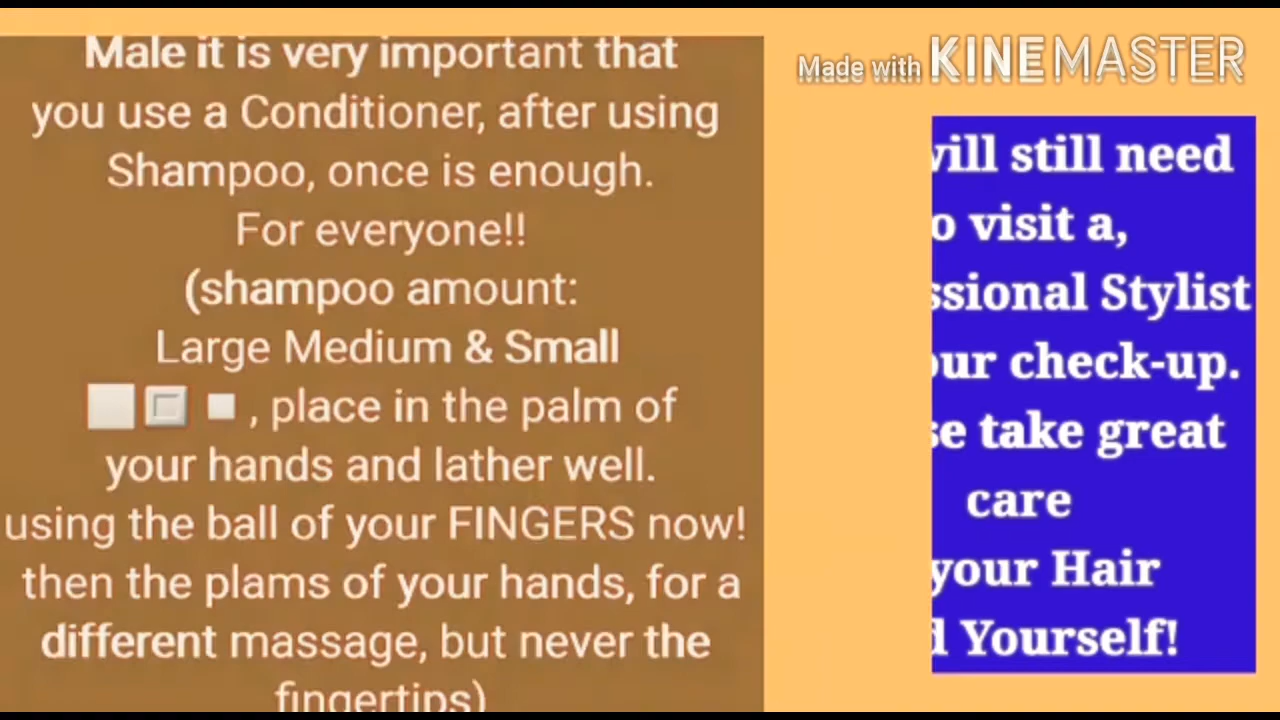 Male it is very important that
you use a Conditioner, after using
Shampoo, once is enough.
For everyone!!
(shampoo amount:
Large Medium & Small
, place in the palm of
your hands and lather well.
using the ball of your FINGERS now!
then the plams of your hands, for a
different massage, but never the
fingertips)
Made with KINEMASTER
will still need
o visit a,
ssional Stylist
our check-up.
se take great
care
your Hair
d Yourself!